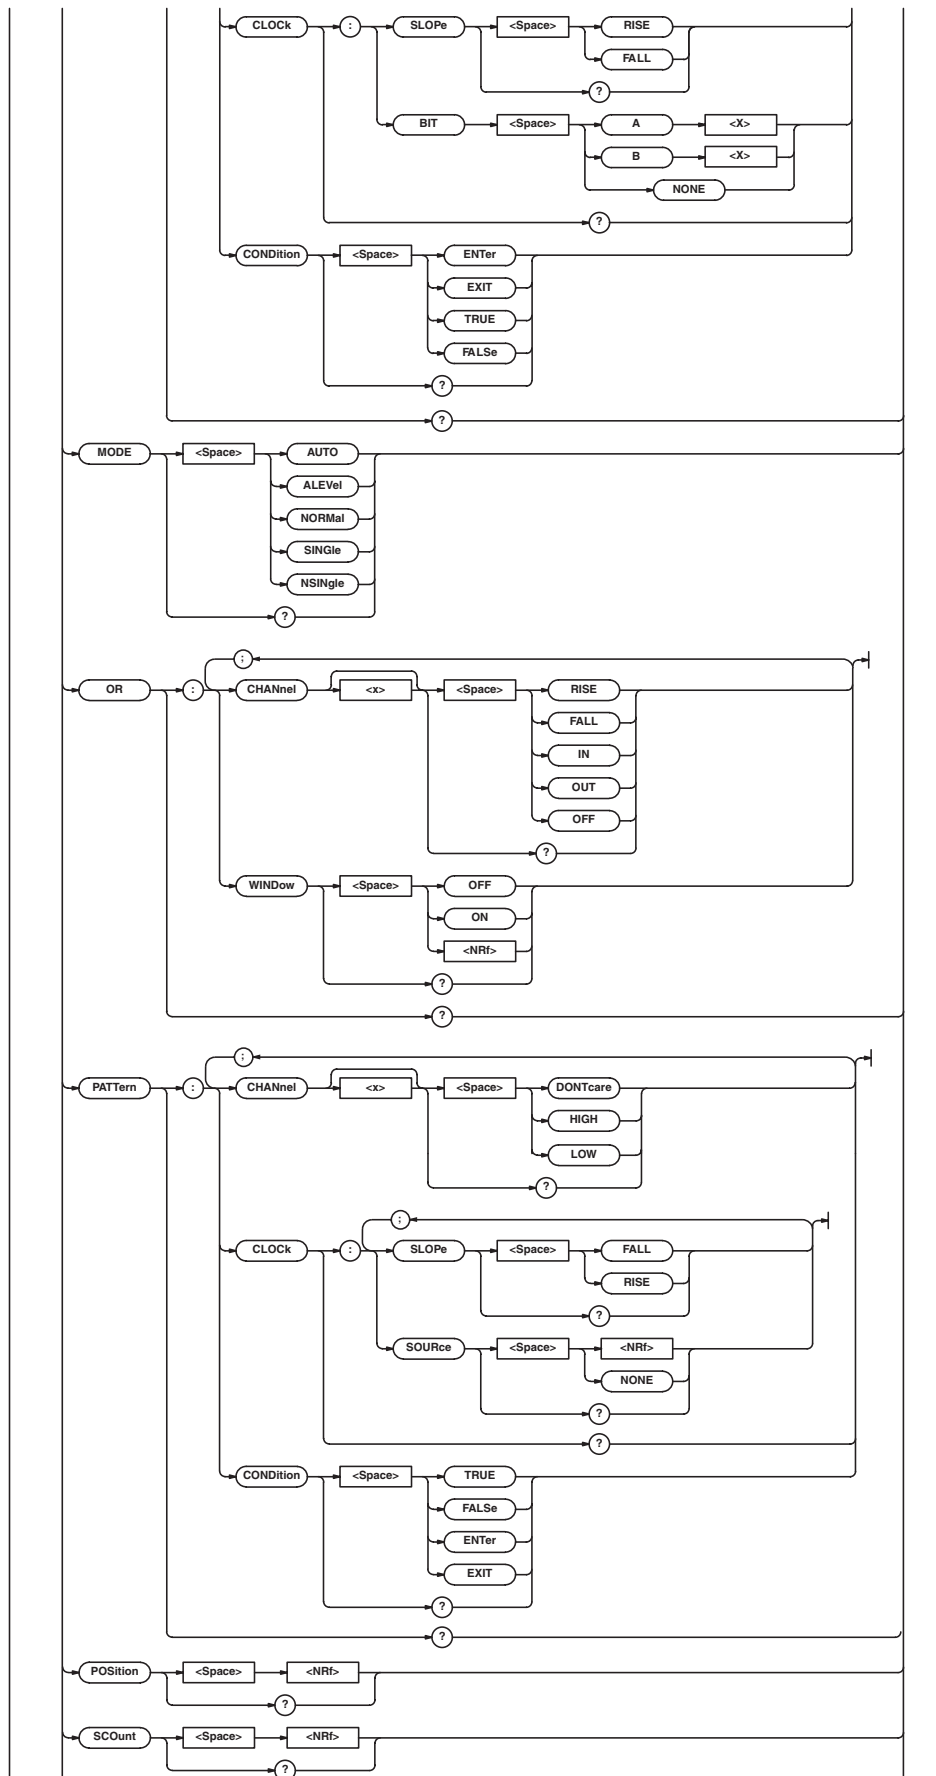 CLOCk : SLOPe <Space> RISE
FALL
?
BIT <Space> A <X>
B <X>
NONE
?
CONDition <Space> ENTer
EXIT
TRUE
FALSe
?
?
MODE <Space> AUTO
ALEVel
NORMal
SINGle
NSINgle
?
;
OR : CHANnel <x> <Space> RISE
FALL
IN
OUT
OFF
?
WINDow <Space> OFF
ON
<NRf>
?
?
;
PATTern : CHANnel <x> <Space> DONTcare
HIGH
LOW
?
;
CLOCk : SLOPe <Space> FALL
RISE
?
SOURce <Space> <NRf>
NONE
?
?
CONDition <Space> TRUE
FALSe
ENTer
EXIT
?
?
POSition <Space> <NRf>
?
SCOunt <Space> <NRf>
?